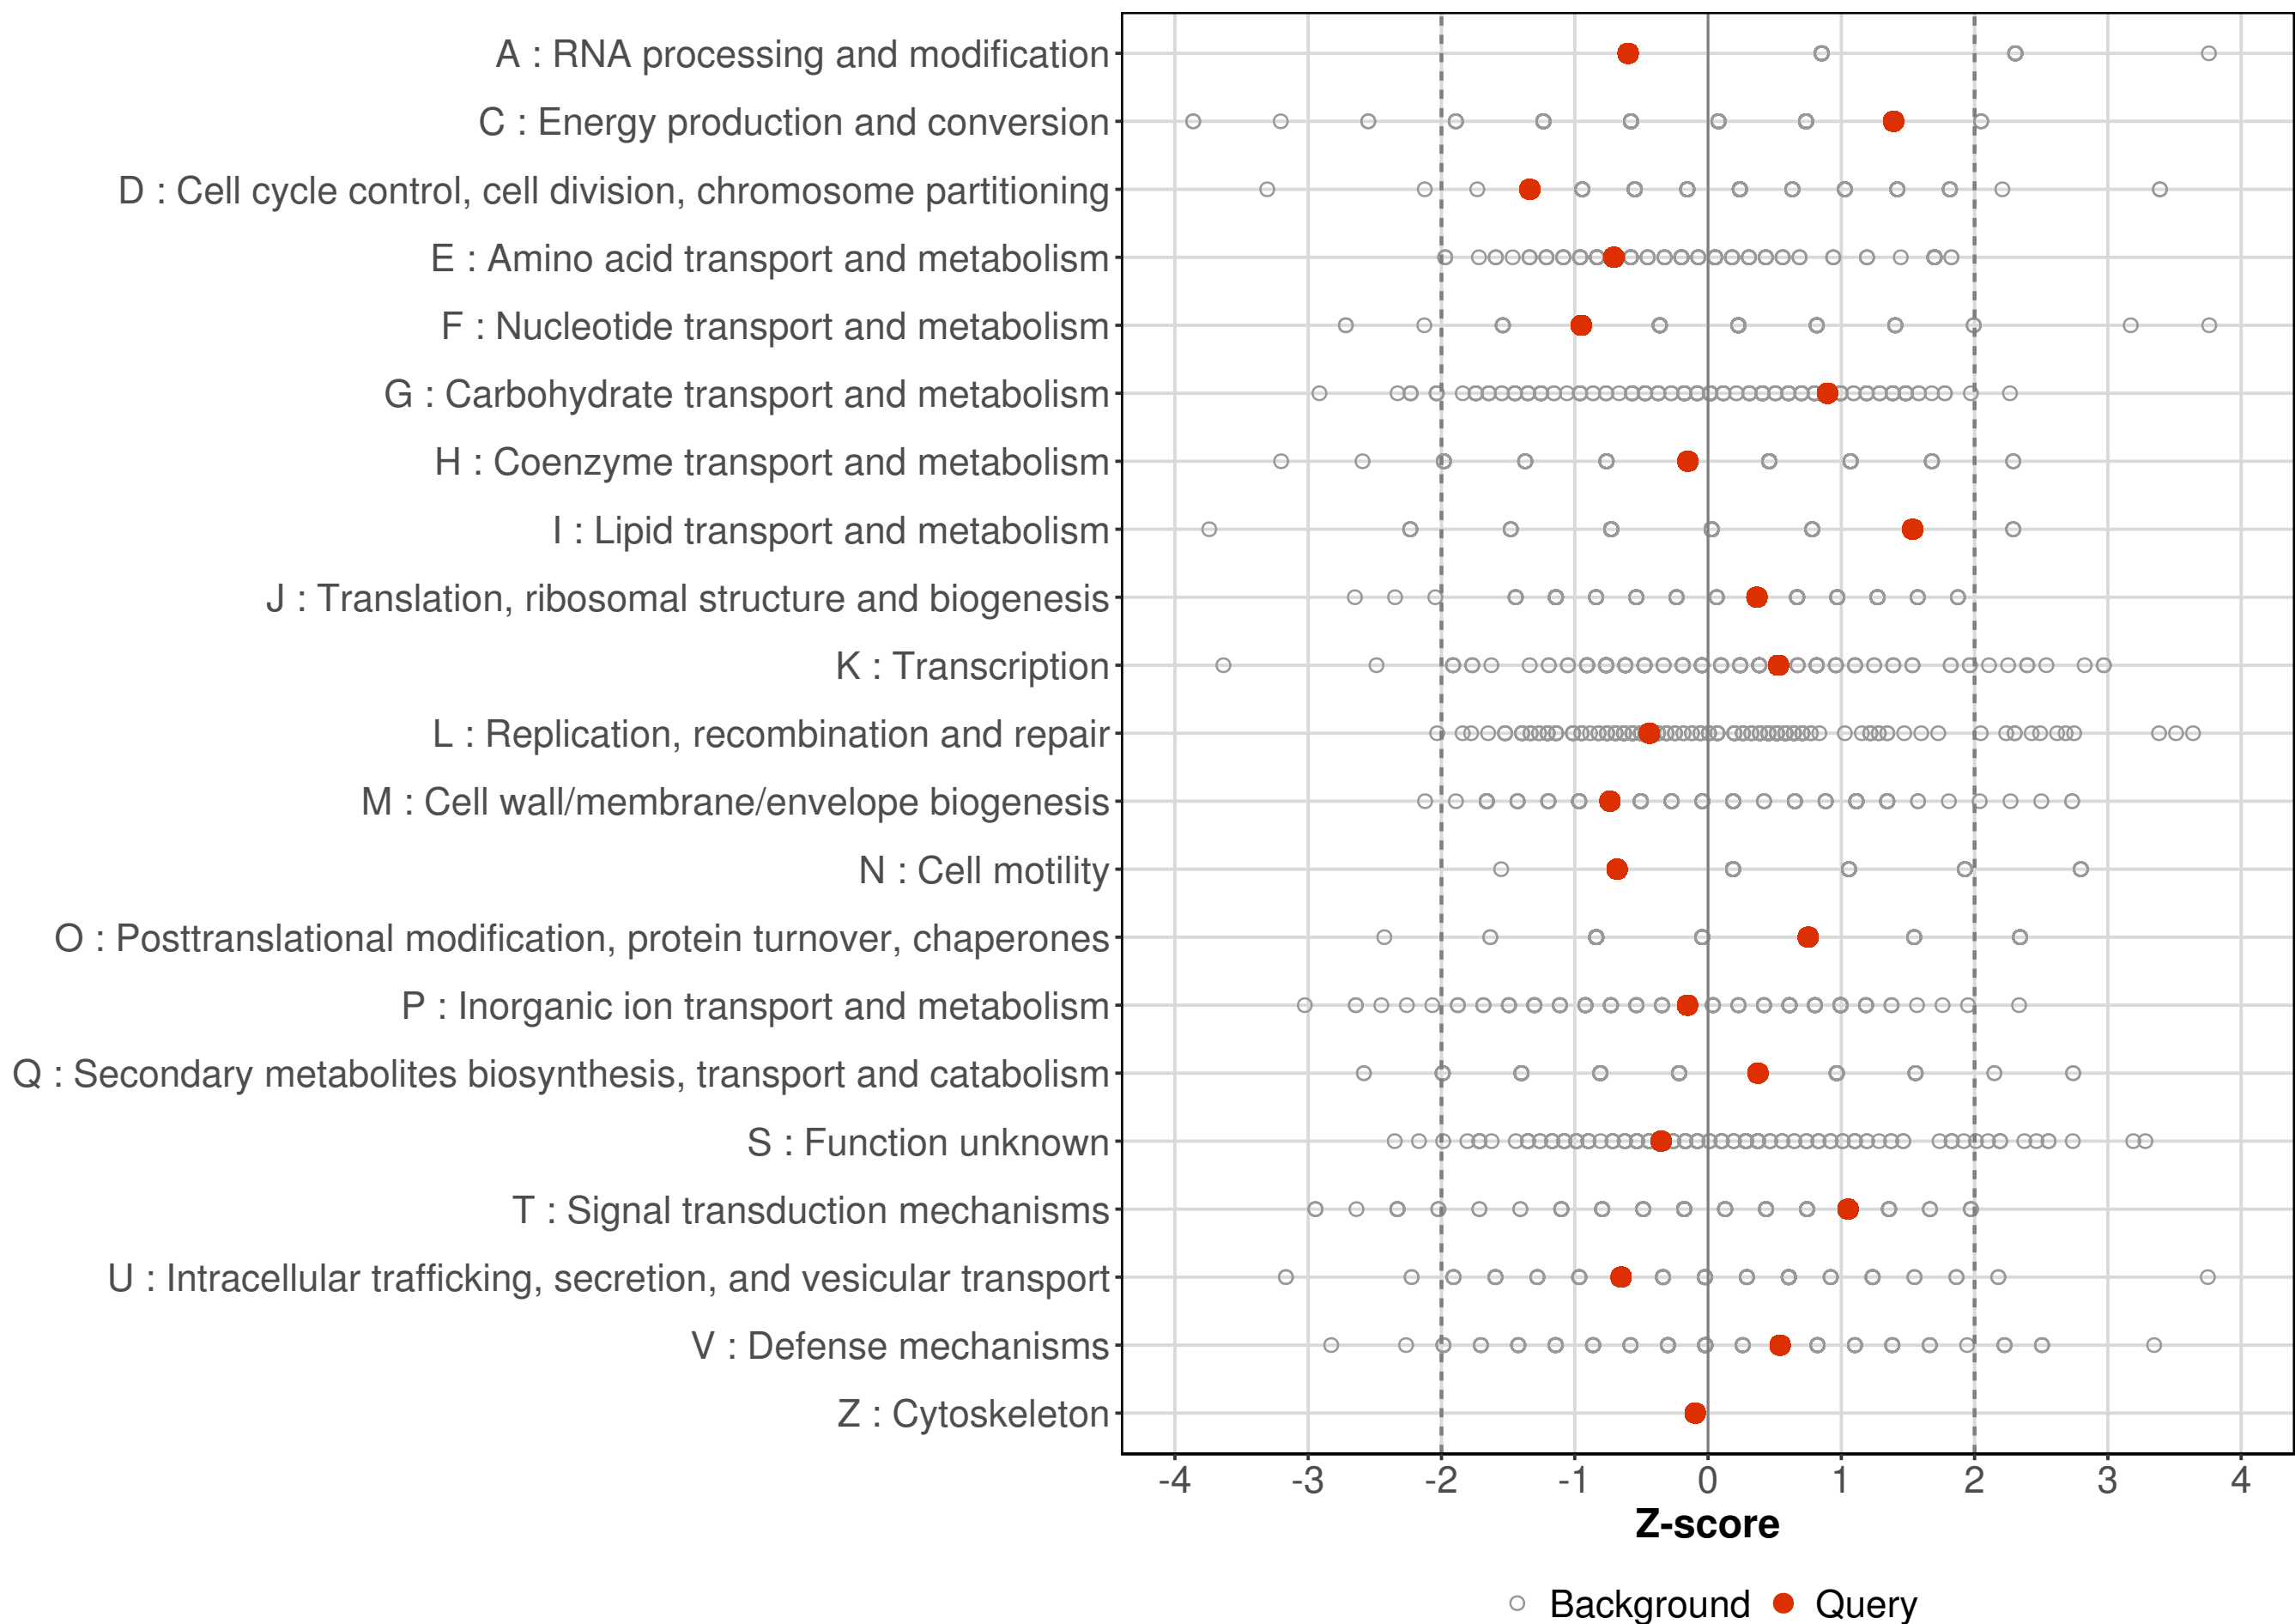 A : RNA processing and modification
C : Energy production and conversion
D : Cell cycle control, cell division, chromosome partitioning
E : Amino acid transport and metabolism
F : Nucleotide transport and metabolism
G : Carbohydrate transport and metabolism
H : Coenzyme transport and metabolism
I : Lipid transport and metabolism
J : Translation, ribosomal structure and biogenesis
K : Transcription
L : Replication, recombination and repair
M : Cell wall/membrane/envelope biogenesis
N : Cell motility
O : Posttranslational modification, protein turnover, chaperones
P : Inorganic ion transport and metabolism
Q : Secondary metabolites biosynthesis, transport and catabolism
S : Function unknown
T : Signal transduction mechanisms
U : Intracellular trafficking, secretion, and vesicular transport
V : Defense mechanisms
Z : Cytoskeleton
-4 -3 -2 -1 0 1 2 3 4
Z-score
Background Query